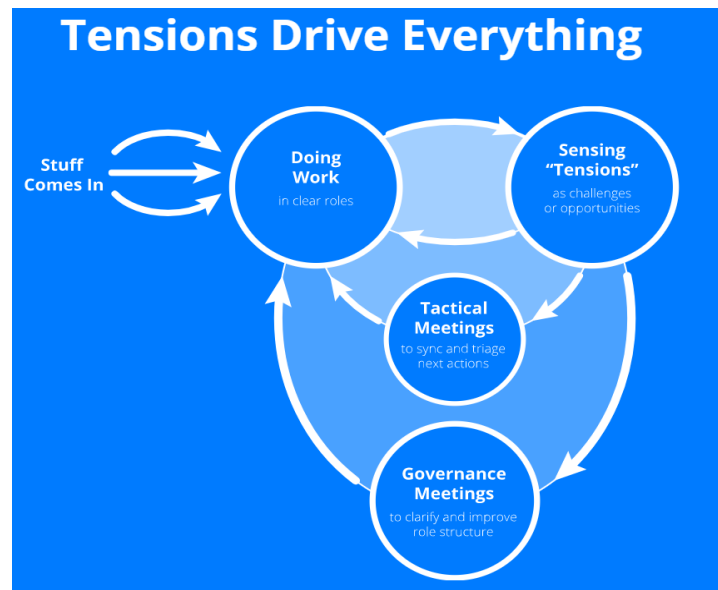 Tensions Drive Everything
Stuff
Comes In
Doing
Work
in clear roles
Sensing
“Tensions”
as challenges
or opportunities
Tactical
Meetings
to sync and triage
next actions
Governance
Meetings
to clarify and improve
role structure